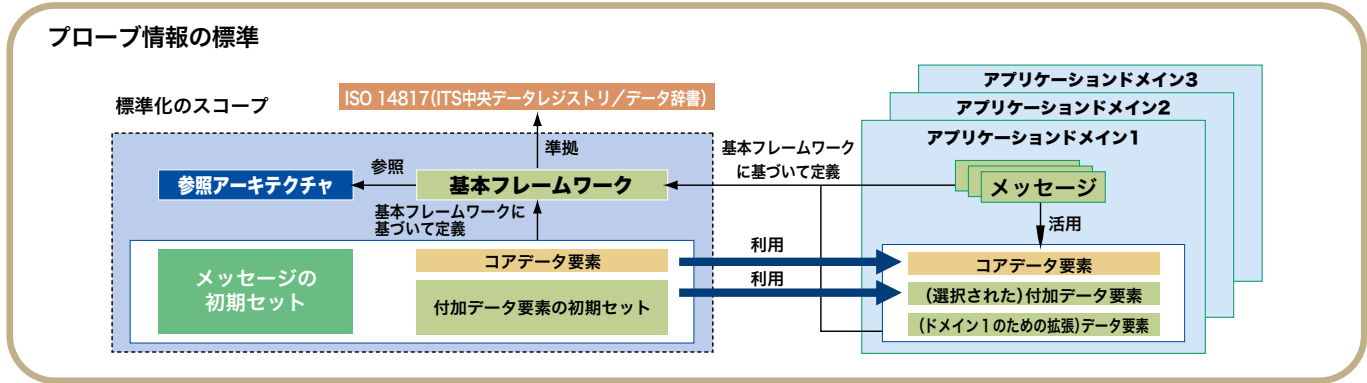 プローブ情報の標準
標準化のスコープ
ISO 14817(ITS中央データレジストリ／データ辞書)
準拠
参照
参照アーキテクチャ
基本フレームワーク
基本フレームワークに
基づいて定義
メッセージの
初期セット
コアデータ要素
付加データ要素の初期セット
基本フレームワーク
に基づいて定義
利用
利用
アプリケーションドメイン3
アプリケーションドメイン2
アプリケーションドメイン1
メッセージ
活用
コアデータ要素
(選択された)付加データ要素
(ドメイン1のための拡張)データ要素